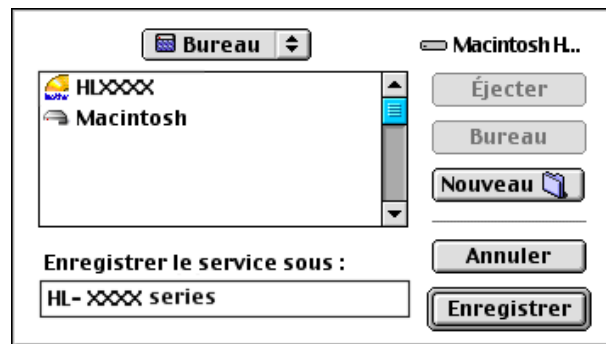 Bureau
Macintosh H...
HLXXXX
Macintosh
Éjecter
Bureau
Nouveau
Enregistrer le service sous :
HL- XXXX series
Annuler
Enregistrer